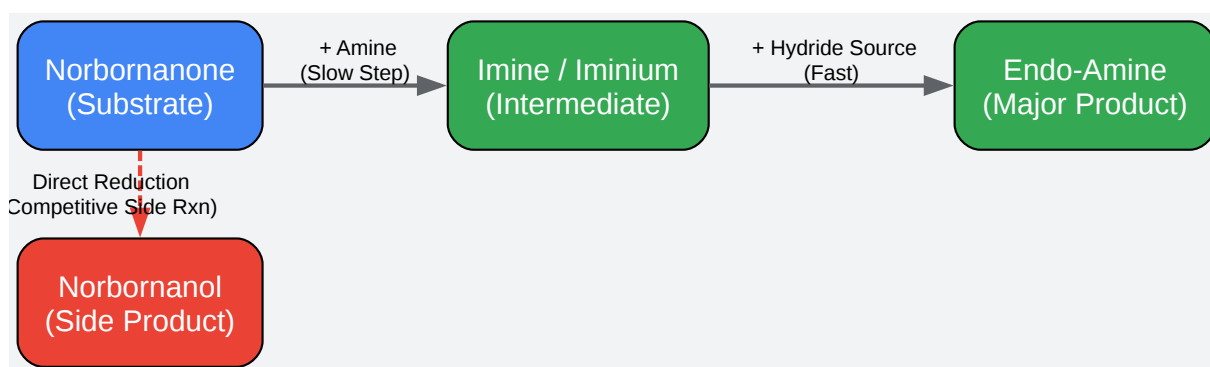 Norbornanone
(Substrate)
+ Amine
(Slow Step)
Imine / Iminium
(Intermediate)
+ Hydride Source
(Fast)
Endo-Amine
(Major Product)
Direct Reduction
Competitive Side Rxn)
Norbornanol
(Side Product)